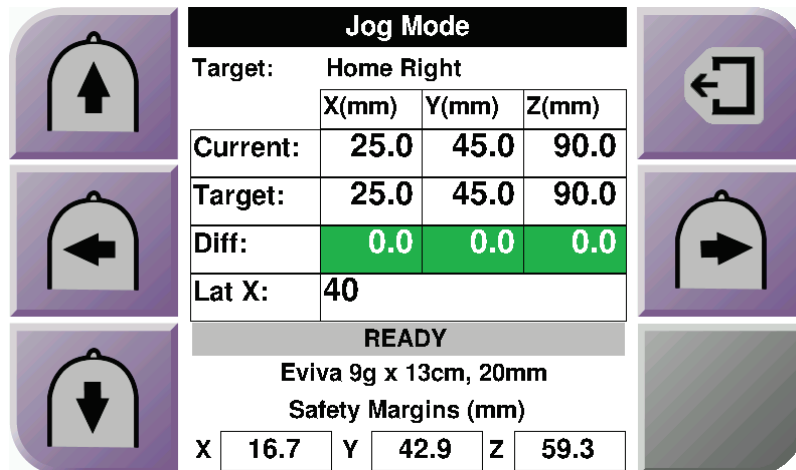 Jog Mode
Target: Home Right
X(mm) Y(mm) Z(mm)
Current: 25.0 45.0 90.0
Target: 25.0 45.0 90.0
Diff: 0.0 0.0 0.0
Lat X: 40
READY
Eviva 9g x 13cm, 20mm
Safety Margins (mm)
X 16.7 Y 42.9 Z 59.3